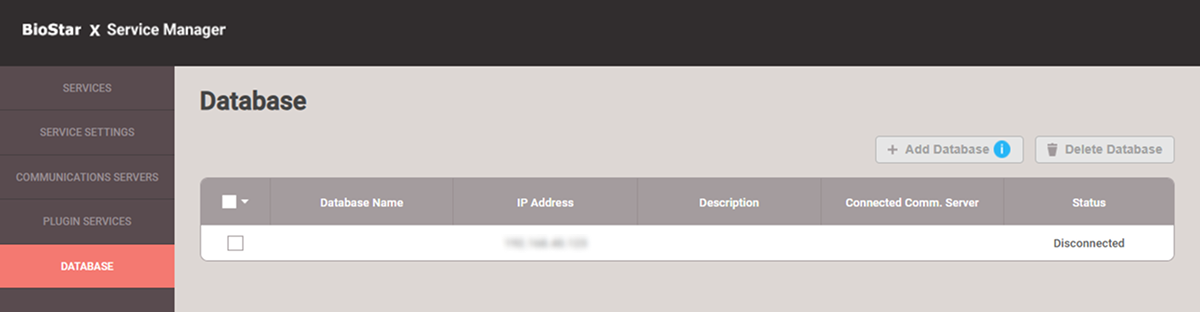 BioStar X Service Manager
SERVICES
SERVICE SETTINGS
COMMUNICATIONS SERVERS
PLUGIN SERVICES
DATABASE
Database
+ Add Database i
Delete Database
Database Name IP Address Description Connected Comm. Server Status
Disconnected